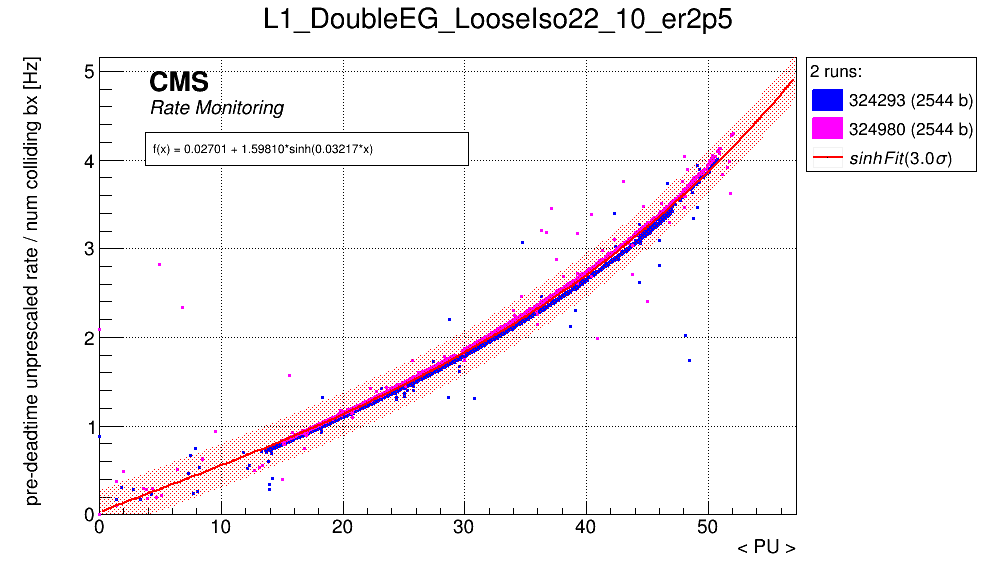 L1_DoubleEG_LooseIso22_10_er2p5
pre-deadtime unprescaled rate / num colliding bx [Hz]
CMS
Rate Monitoring
f(x) = 0.02701 + 1.59810*sinh(0.03217*x)
5
4
3
2
1
0
0 10 20 30 40 50
< PU >
2 runs:
324293 (2544 b)
324980 (2544 b)
sinhFit(3.0σ)